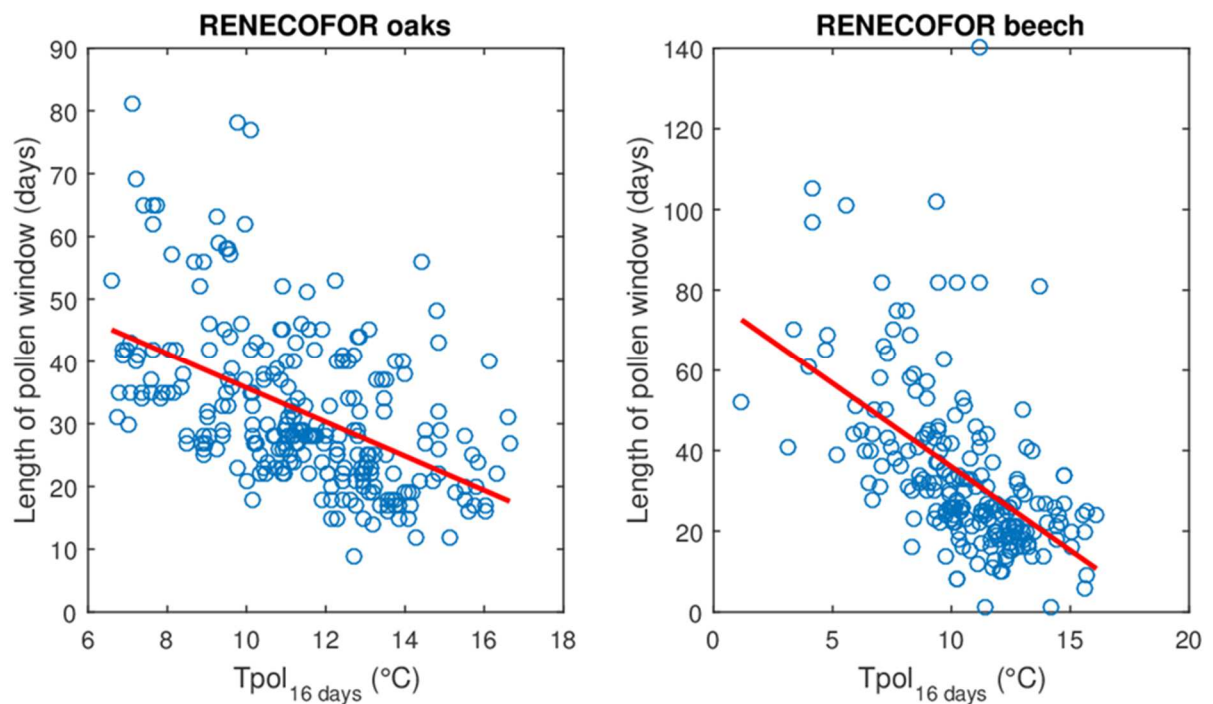 RENECOFOR oaks
90
80
70
60
50
40
30
20
10
0
6 8 10 12 14 16 18
Length of pollen window (days)
Tpol16 days (°C)
RENECOFOR beech
140
120
100
80
60
40
20
0
0 5 10 15 20
Length of pollen window (days)
Tpol16 days (°C)